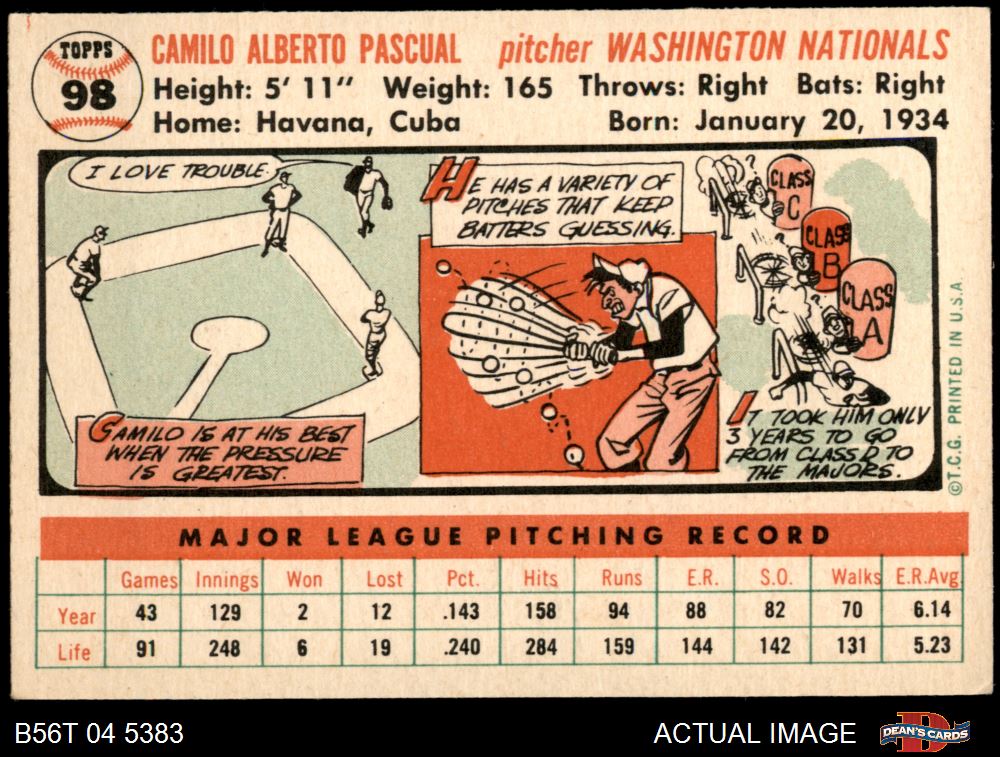 TOPPS
98
CAMILO ALBERTO PASCUAL pitcher WASHINGTON NATIONALS
Height: 5' 11" Weight: 165 Throws: Right Bats: Right
Home: Havana, Cuba Born: January 20, 1934
I LOVE TROUBLE.
CAMILO IS AT HIS BEST
WHEN THE PRESSURE
IS GREATEST.
HE HAS A VARIETY OF
PITCHES THAT KEEP
BATTERS GUESSING.
?
CLASS
C
CLASS
B
?
CLASS
A
IT TOOK HIM ONLY
3 YEARS TO GO
FROM CLASS D TO
THE MAJORS.
©T.C.G. PRINTED IN U.S.A
MAJOR LEAGUE PITCHING RECORD
Games Innings Won Lost Pct. Hits Runs E.R. S.O. Walks E.R.Avg.
Year 43 129 2 12 .143 158 94 88 82 70 6.14
Life 91 248 6 19 .240 284 159 144 142 131 5.23
B56T 04 5383 ACTUAL IMAGE
D
DEAN'S CARDS